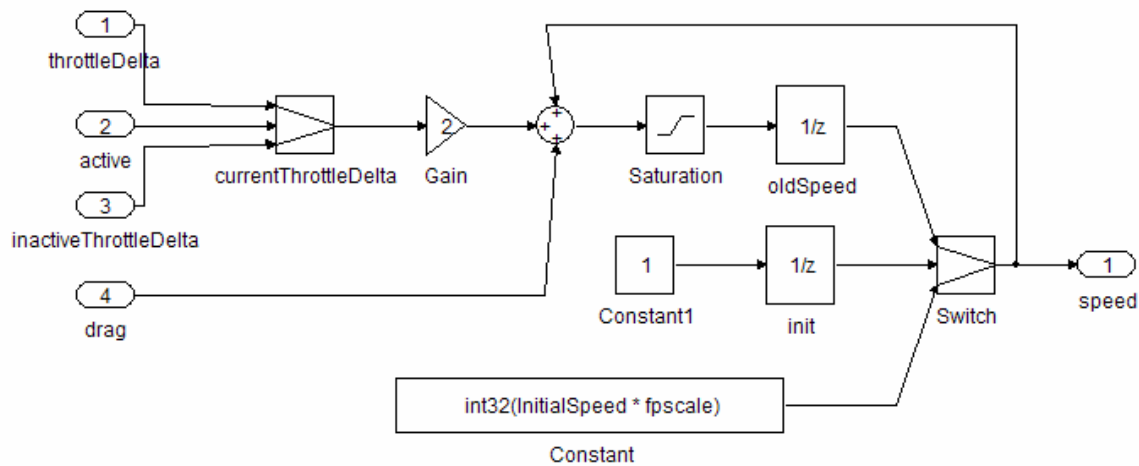 1
throttleDelta
2
active
3
inactiveThrottleDelta
4
drag
currentThrottleDelta
2
Gain
+
+
+
Saturation
1/z
oldSpeed
1
Constant1
1/z
init
Switch
1
speed
int32(InitialSpeed * fpscale)
Constant